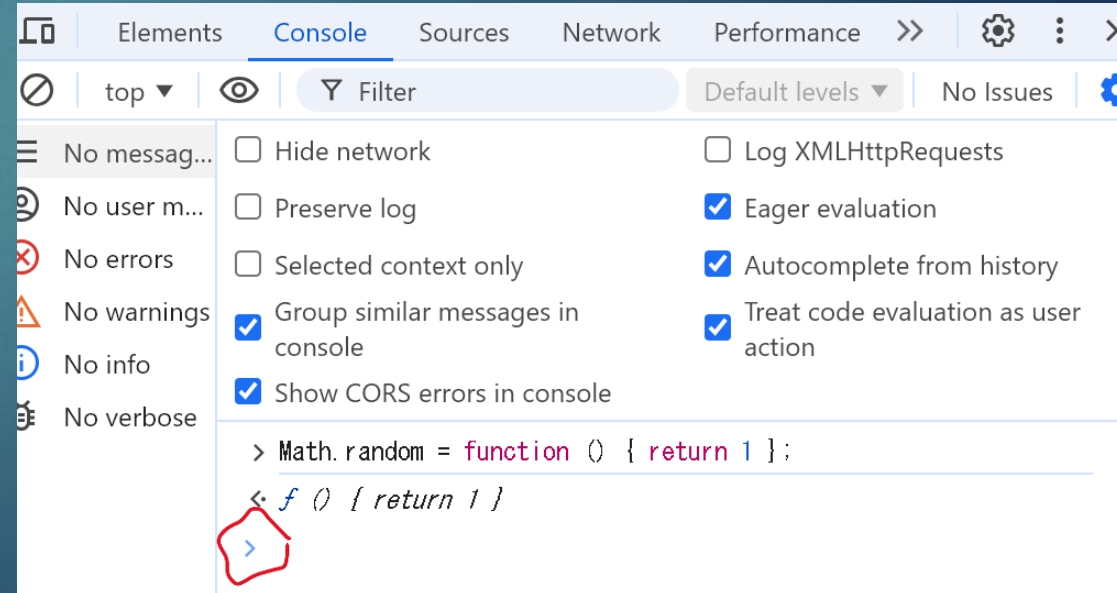 Elements Console Sources Network Performance
top Filter Default levels No Issues
No messag... Hide network Log XMLHttpRequests
No user m... Preserve log Eager evaluation
No errors Selected context only Autocomplete from history
No warnings Group similar messages in console Treat code evaluation as user action
No info Show CORS errors in console
No verbose
> Math.random = function () { return 1 };
ƒ () { return 1 }
>